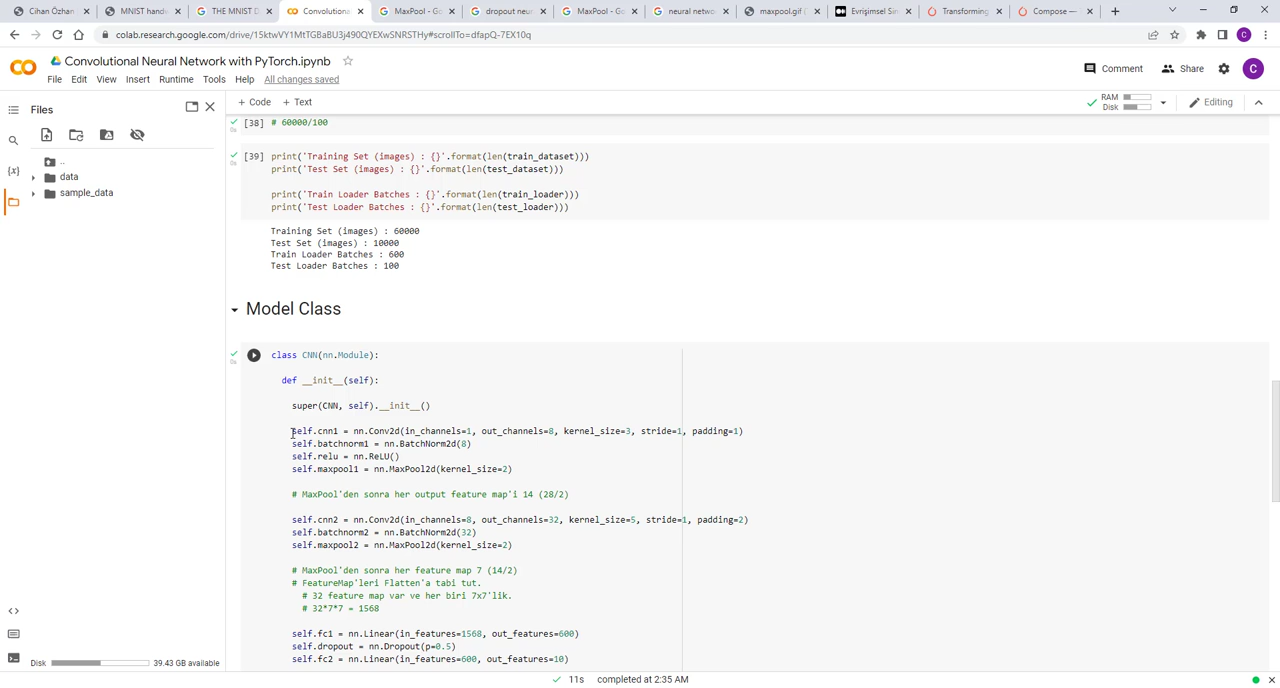 Cihan Özhan
MNIST handw
THE MNIST D
Convolutional
MaxPool - Go
dropout neur
MaxPool - Go
neural netwo
maxpool.gif (
Evrişimsel Sin
Transforming
Compose —
colab.research.google.com/drive/15ktwVY1MtTGBaBU3j490QYEXwSNRSTHy#scrollTo=dfapQ-7EX10q
Convolutional Neural Network with PyTorch.ipynb
Comment
Share
C
File Edit View Insert Runtime Tools Help All changes saved
Files
+ Code + Text
RAM
Disk
Editing
..
data
sample_data
[38] # 60000/100
[39] print('Training Set (images) : {}'.format(len(train_dataset)))
print('Test Set (images) : {}'.format(len(test_dataset)))
print('Train Loader Batches : {}'.format(len(train_loader)))
print('Test Loader Batches : {}'.format(len(test_loader)))
Training Set (images) : 60000
Test Set (images) : 10000
Train Loader Batches : 600
Test Loader Batches : 100
Model Class
class CNN(nn.Module):
def __init__(self):
super(CNN, self).__init__()
self.cnn1 = nn.Conv2d(in_channels=1, out_channels=8, kernel_size=3, stride=1, padding=1)
self.batchnorm1 = nn.BatchNorm2d(8)
self.relu = nn.ReLU()
self.maxpool1 = nn.MaxPool2d(kernel_size=2)
# MaxPool'den sonra her output feature map'i 14 (28/2)
self.cnn2 = nn.Conv2d(in_channels=8, out_channels=32, kernel_size=5, stride=1, padding=2)
self.batchnorm2 = nn.BatchNorm2d(32)
self.maxpool2 = nn.MaxPool2d(kernel_size=2)
# MaxPool'den sonra her feature map 7 (14/2)
# FeatureMap'leri Flatten'a tabi tut.
# 32 feature map var ve her biri 7x7'lik.
# 32*7*7 = 1568
self.fc1 = nn.Linear(in_features=1568, out_features=600)
self.dropout = nn.Dropout(p=0.5)
self.fc2 = nn.Linear(in_features=600, out_features=10)
Disk
39.43 GB available
11s completed at 2:35 AM